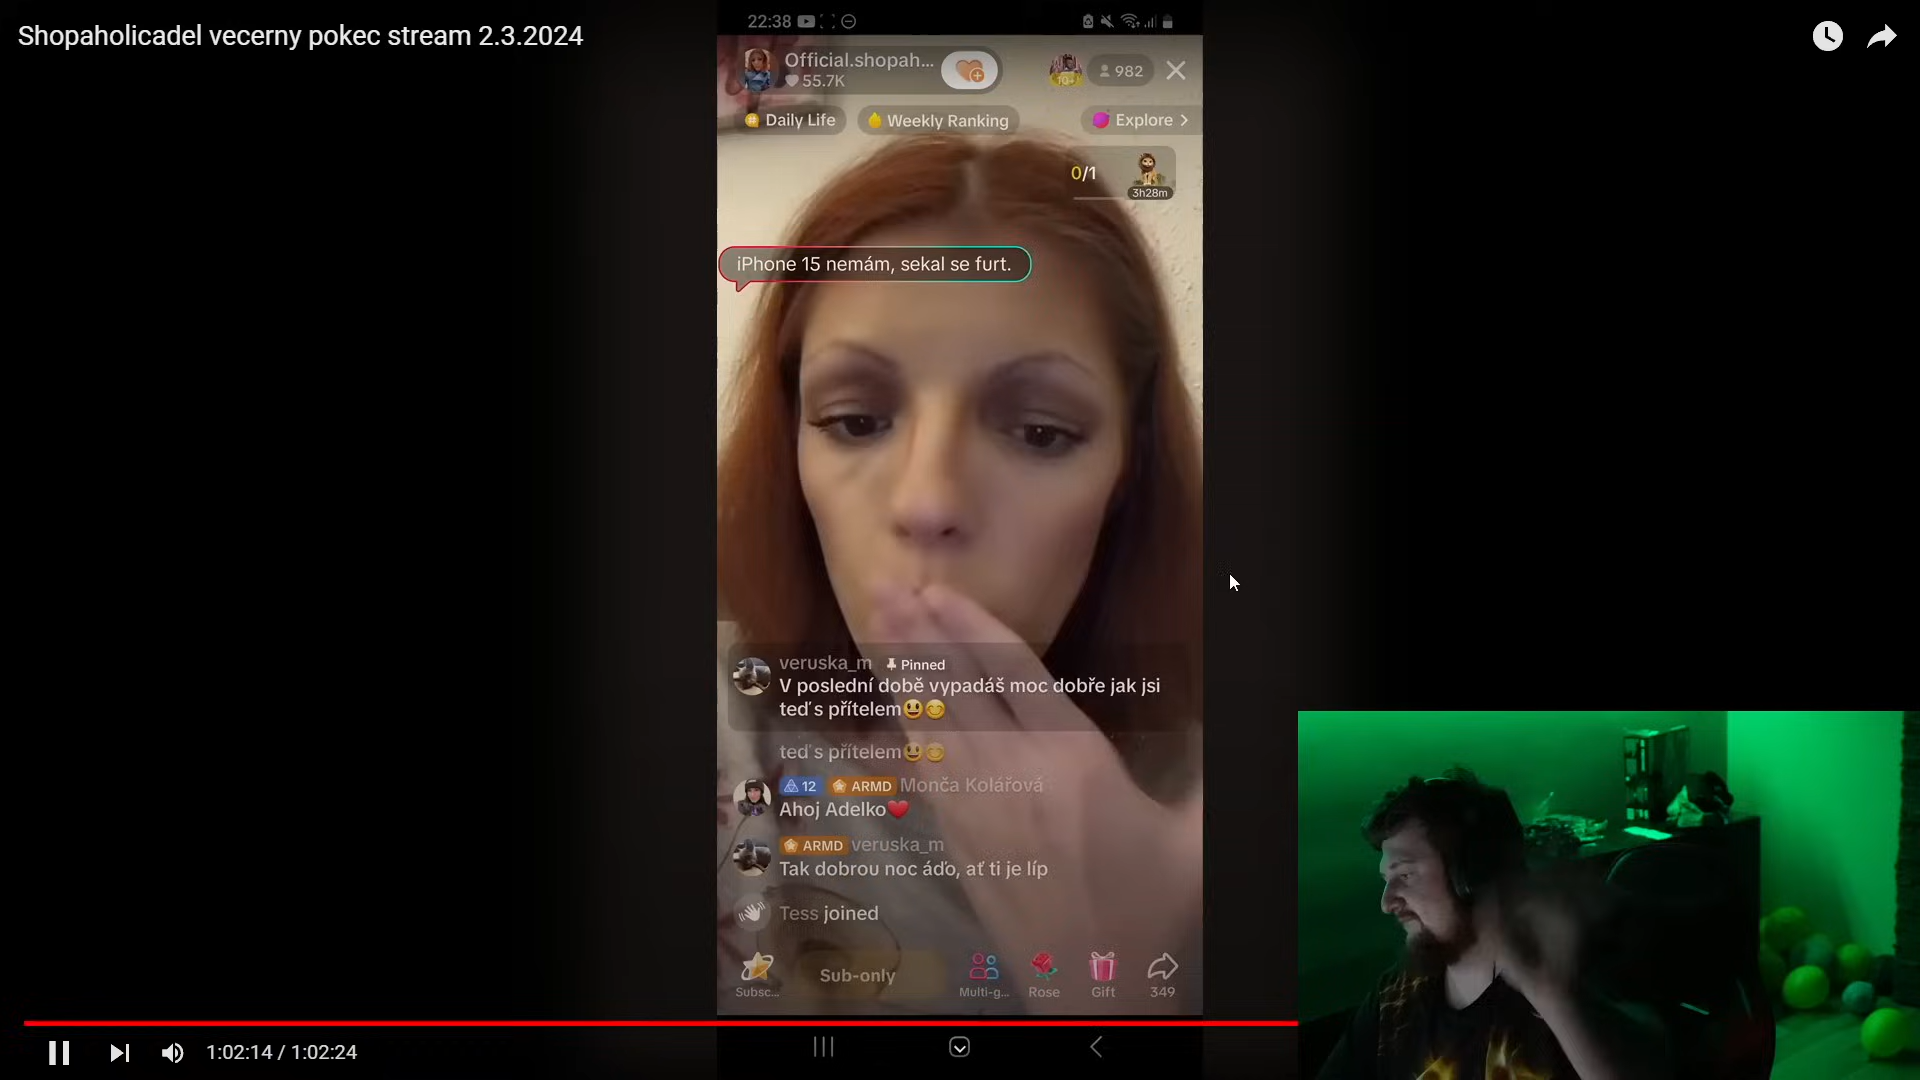 Shopaholicadel vecerny pokec stream 2.3.2024
22:38
Official.shopah...
55.7K
10+
982
Daily Life
Weekly Ranking
Explore
0/1
3h28m
iPhone 15 nemám, sekal se furt.
veruska_m Pinned
V poslední době vypadáš moc dobře jak jsi
teď s přítelem😃😊
teď s přítelem😃😊
12 ARMD Monča Kolářová
Ahoj Adelko❤️
ARMD veruska_m
Tak dobrou noc áďo, ať ti je líp
Tess joined
Sub-only
Subsc... Multi-g... Rose Gift 349
1:02:14 / 1:02:24